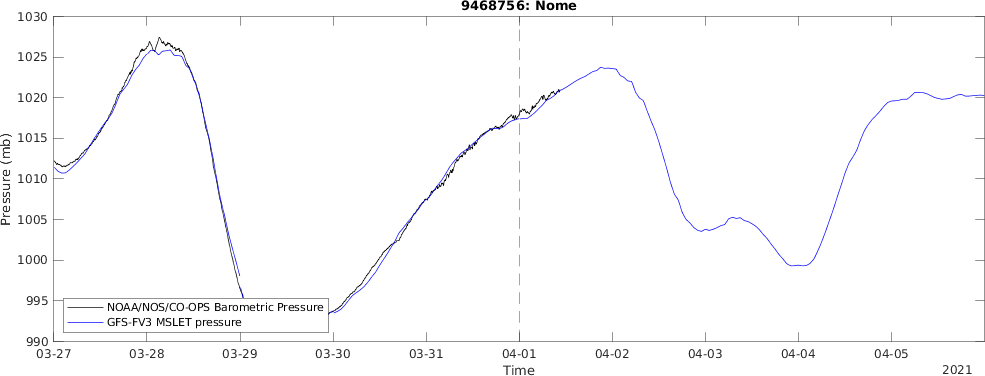 9468756: Nome
1030
1025
1020
1015
1010
1005
1000
995
990
Pressure (mb)
NOAA/NOS/CO-OPS Barometric Pressure
GFS-FV3 MSLET pressure
03-27 03-28 03-29 03-30 03-31 04-01 04-02 04-03 04-04 04-05
Time
2021